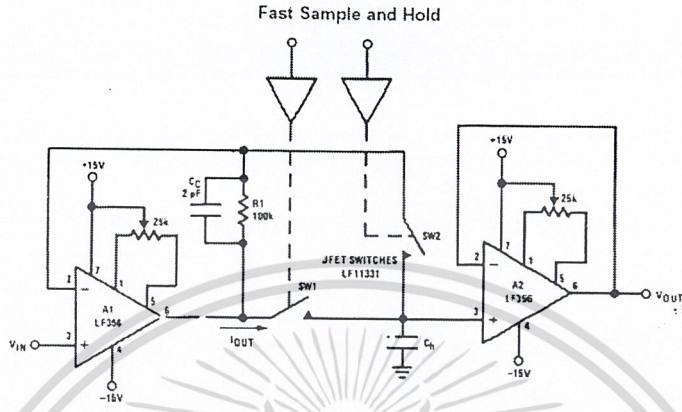 Fast Sample and Hold
+15V
25k
7
1
5
2
3
6
4
A1
LF356
VIN
-15V
CC
2 pF
R1
100k
IOUT
SW1
SW2
JFET SWITCHES
LF11331
Ch
+15V
25k
7
1
5
2
3
6
4
A2
LF356
VOUT
-15V